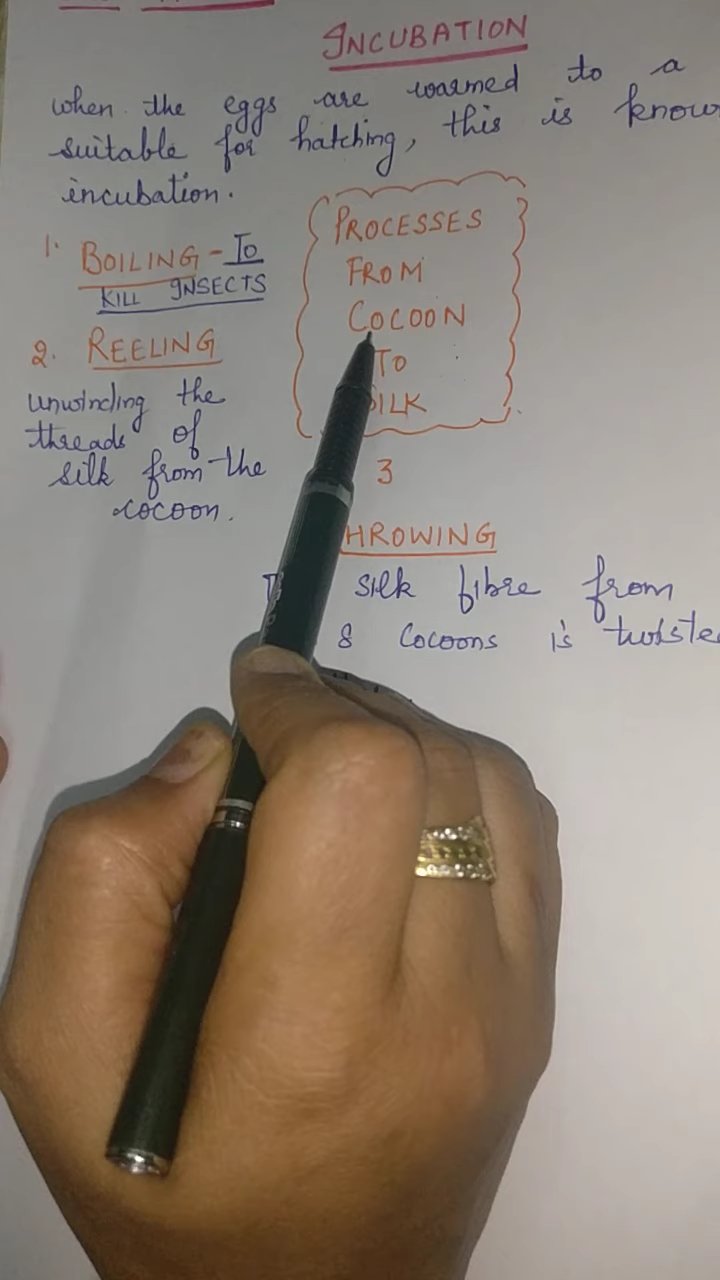 INCUBATION
when the eggs are warmed to a
suitable for hatching, this is know
incubation.
1. BOILING - To
KILL INSECTS
2. REELING
unwinding the
threads of
silk from the
cocoon.
PROCESSES
FROM
COCOON
TO
SILK
3
HROWING
silk fibre from
8 cocoons is twiste